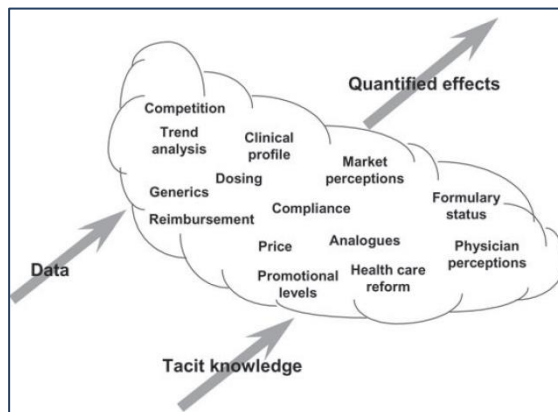 Quantified effects
Competition
Trend
analysis
Clinical
profile
Market
perceptions
Dosing
Generics
Formulary
status
Compliance
Reimbursement
Price
Analogues
Physician
perceptions
Data
Promotional
levels
Health care
reform
Tacit knowledge